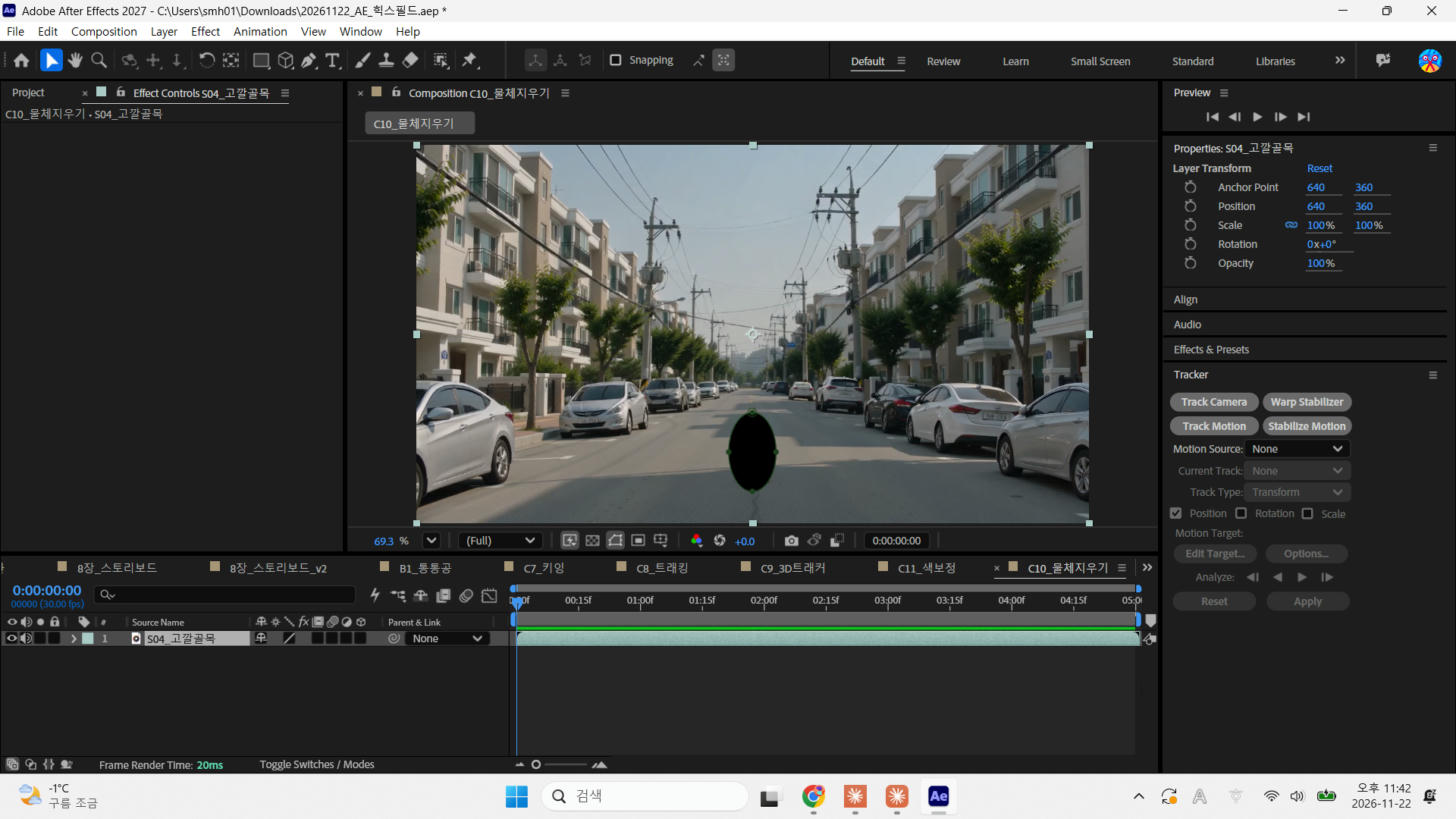 Adobe After Effects 2027 - C:\Users\smh01\Downloads\20261122_AE_힉스필드.aep *
File Edit Composition Layer Effect Animation View Window Help
Snapping
Default Review Learn Small Screen Standard Libraries
Project
Effect Controls S04_고깔골목
C10_물체지우기 • S04_고깔골목
Composition C10_물체지우기
C10_물체지우기
69.3 % (Full) +0.0 0:00:00:00
Preview
Properties: S04_고깔골목
Layer Transform Reset
Anchor Point 640 360
Position 640 360
Scale 100% 100%
Rotation 0x+0°
Opacity 100%
Align
Audio
Effects & Presets
Tracker
Track Camera Warp Stabilizer
Track Motion Stabilize Motion
Motion Source: None
Current Track: None
Track Type: Transform
Position Rotation Scale
Motion Target:
Edit Target... Options...
Analyze:
Reset Apply
8장_스토리보드 8장_스토리보드_v2 B1_통통공 C7_키잉 C8_트래킹 C9_3D트래커 C11_색보정 C10_물체지우기
0:00:00:00
00000 (30.00 fps)
00:15f 01:00f 01:15f 02:00f 02:15f 03:00f 03:15f 04:00f 04:15f
# Source Name fx Parent & Link
1 S04_고깔골목 None
Frame Render Time: 20ms Toggle Switches / Modes
-1°C
구름 조금
검색
Ae
오후 11:42
2026-11-22